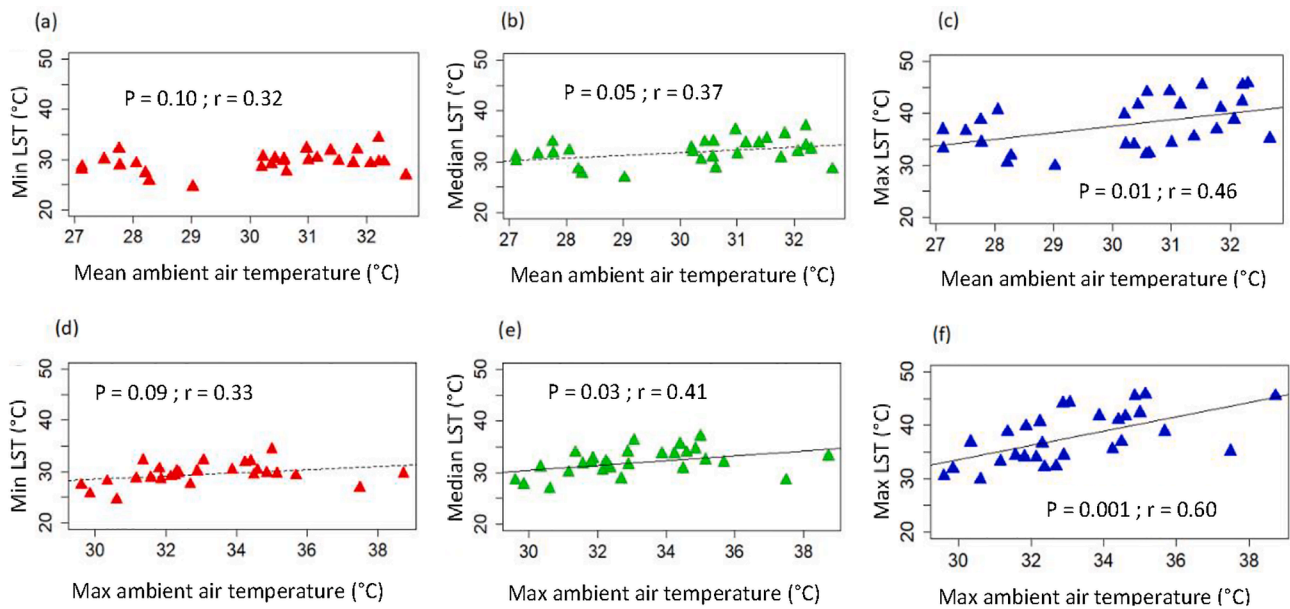 (a)
Min LST (°C)
50
40
30
20
P = 0.10 ; r = 0.32
27 28 29 30 31 32
Mean ambient air temperature (°C)
(b)
Median LST (°C)
50
40
30
20
P = 0.05 ; r = 0.37
27 28 29 30 31 32
Mean ambient air temperature (°C)
(c)
Max LST (°C)
50
40
30
20
P = 0.01 ; r = 0.46
27 28 29 30 31 32
Mean ambient air temperature (°C)
(d)
Min LST (°C)
50
40
30
20
P = 0.09 ; r = 0.33
30 32 34 36 38
Max ambient air temperature (°C)
(e)
Median LST (°C)
50
40
30
20
P = 0.03 ; r = 0.41
30 32 34 36 38
Max ambient air temperature (°C)
(f)
Max LST (°C)
50
40
30
20
P = 0.001 ; r = 0.60
30 32 34 36 38
Max ambient air temperature (°C)